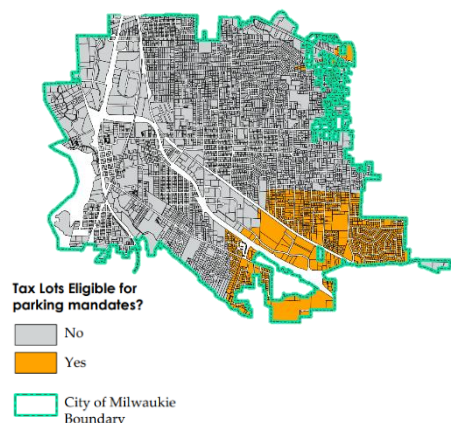 Tax Lots Eligible for
parking mandates?
No
Yes
City of Milwaukie
Boundary